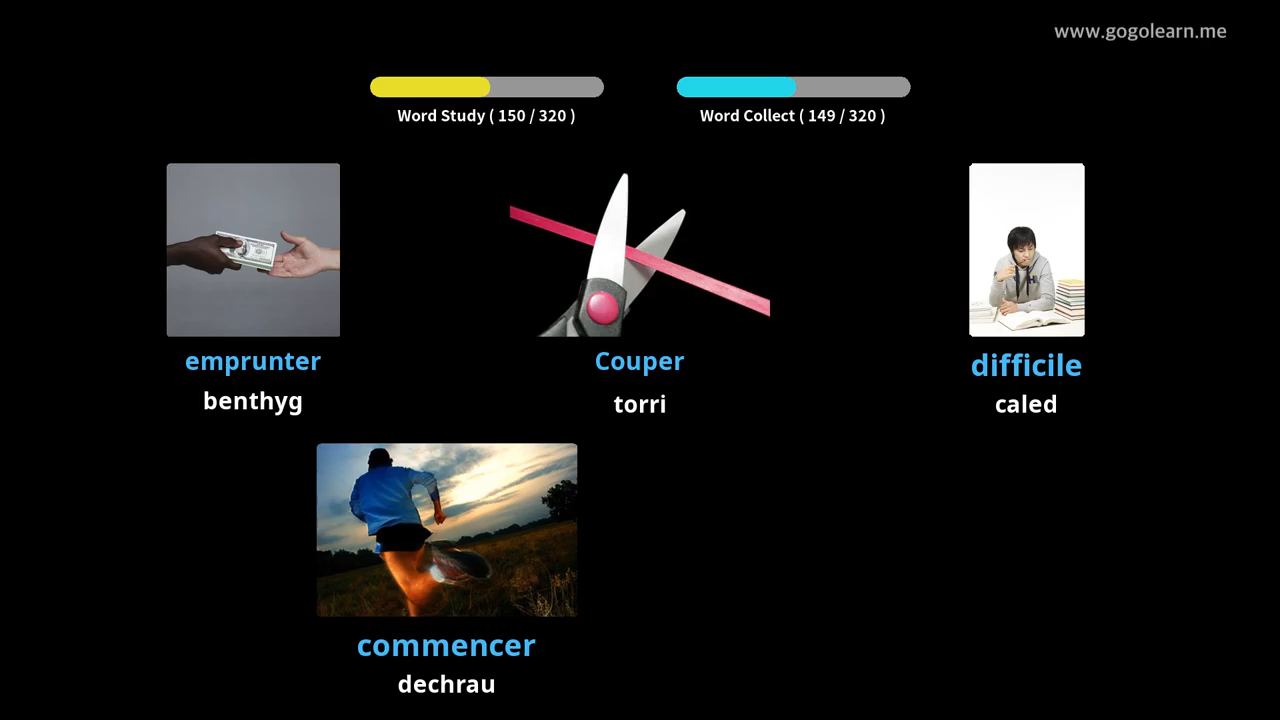 www.gogolearn.me
Word Study ( 150 / 320 )
Word Collect ( 149 / 320 )
emprunter
benthyg
Couper
torri
difficile
caled
commencer
dechrau